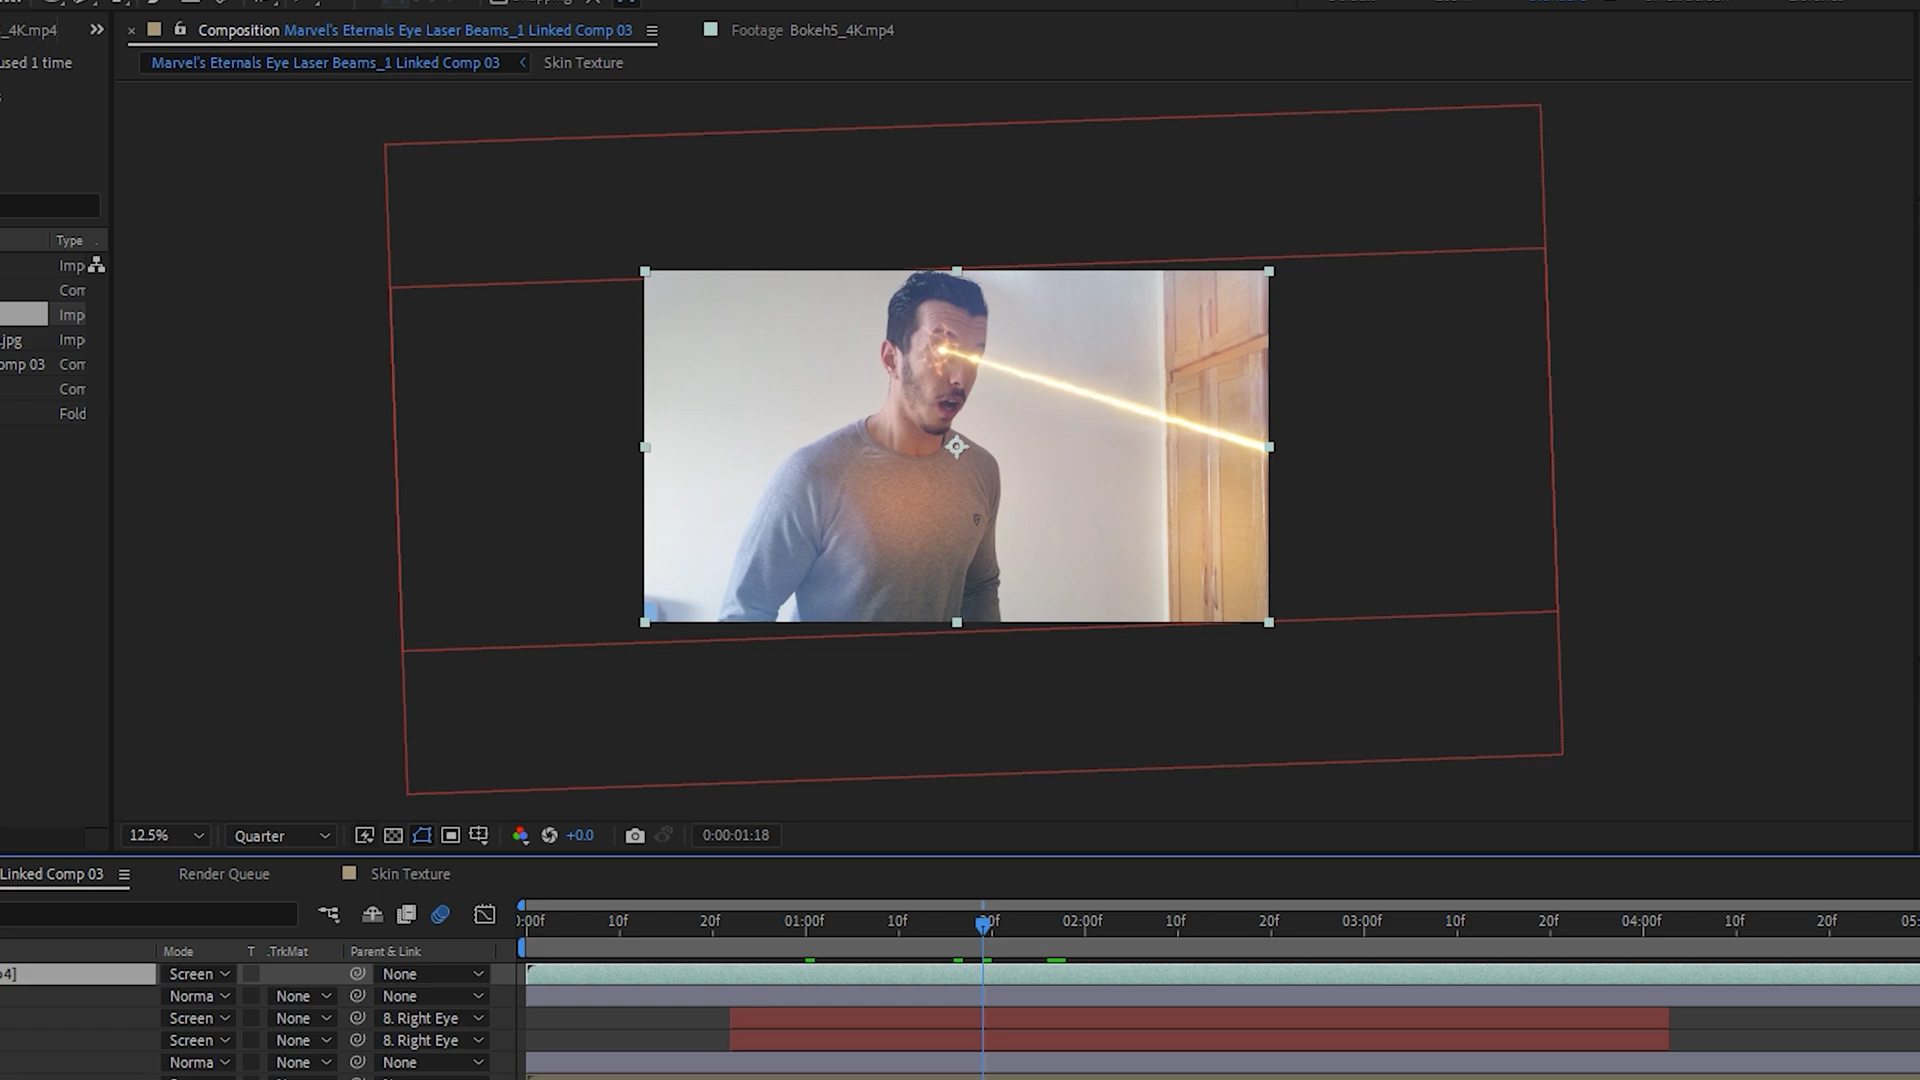 _4K.mp4
Composition Marvel's Eternals Eye Laser Beams_1 Linked Comp 03
Footage Bokeh5_4K.mp4
used 1 time
Marvel's Eternals Eye Laser Beams_1 Linked Comp 03
Skin Texture
Type
Imp
Com
Imp
.jpg Imp
omp 03 Com
Com
Fold
12.5%
Quarter
+0.0
0:00:01:18
Linked Comp 03
Render Queue
Skin Texture
0:00f 10f 20f 01:00f 10f 20f 02:00f 10f 20f 03:00f 10f 20f 04:00f 10f 20f 05:
Mode T .TrkMat Parent & Link
p4] Screen None
Norma None None
Screen None 8. Right Eye
Screen None 8. Right Eye
Norma None None